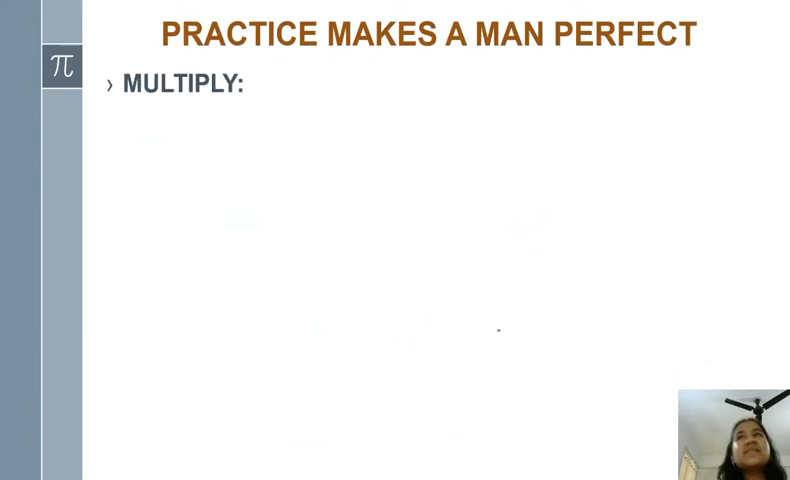 PRACTICE MAKES A MAN PERFECT
π
› MULTIPLY: